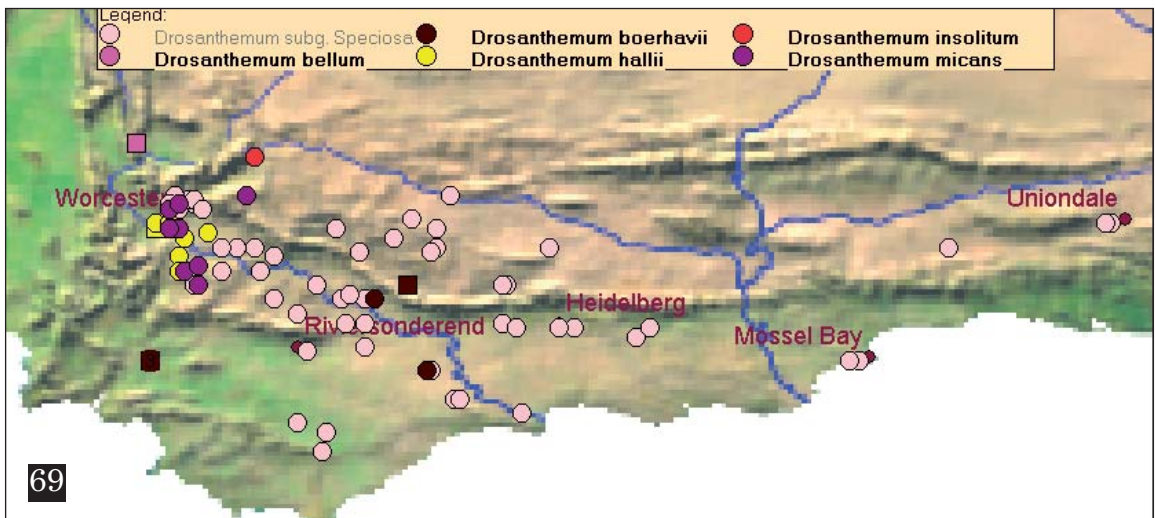 Legend:
Drosanthemum subg. Speciosa Drosanthemum boerhavii Drosanthemum insolitum
Drosanthemum bellum Drosanthemum hallii Drosanthemum micans
Worcester
Uniondale
Heidelberg
Riviersonderend
Mossel Bay
69